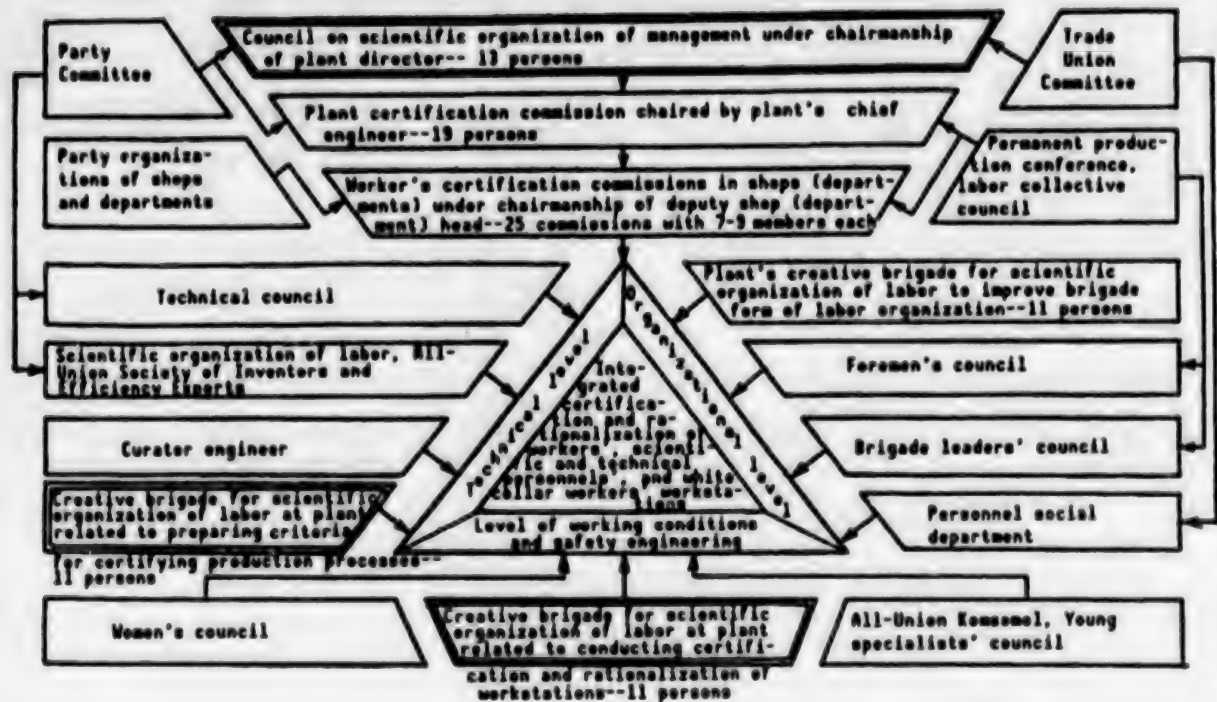 Party
Committee
Council on scientific organization of management under chairmanship
of plant director-- 13 persons
Trade
Union
Committee
Plant certification commission chaired by plant's chief
engineer--19 persons
Party organiza-
tions of shops
and departments
Worker's certification commissions in shops (depart-
ments) under chairmanship of deputy shop (depart-
ment) head--25 commissions with 7-9 members each
Permanent produc-
tion conference,
labor collective
council
Technical council
Plant's creative brigade for scientific
organization of labor to improve brigade
form of labor organization--11 persons
Scientific organization of labor, All-
Union Society of Inventors and
Efficiency Experts
Foremen's council
Curator engineer
Brigade leaders' council
Creative brigade for scientific
organization of labor at plant
related to preparing criteria
for certifying production processes--
11 persons
Personnel social
department
Technical level
Organizational level
Inte-
grated
certifica-
tion and ra-
tionalization of
workers', scienti-
fic and technical
personnels', and white
collar workers' worksta-
tions
Level of working conditions
and safety engineering
Women's council
Creative brigade for scientific
organization of labor at plant
related to conducting certifi-
cation and rationalization of
workstations--11 persons
All-Union Komsomol, Young
specialists' council